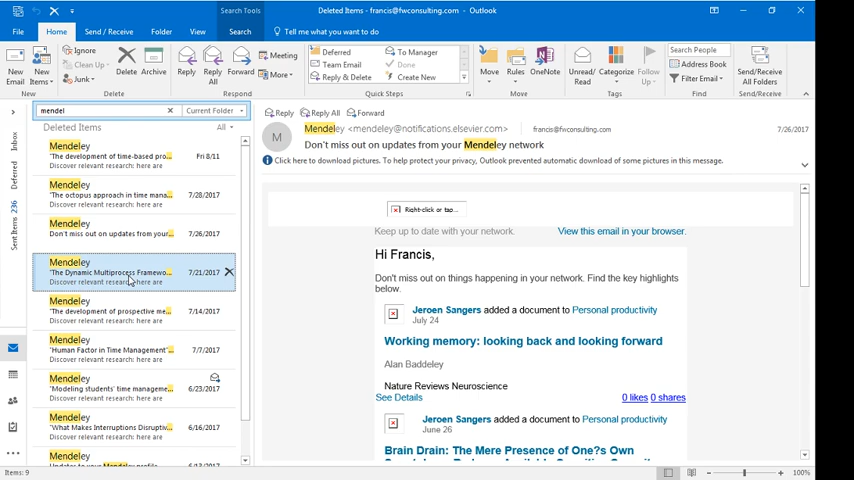 Search Tools
Deleted Items - francis@fwconsulting.com - Outlook
File Home Send / Receive Folder View Search Tell me what you want to do
New Email
New Items
Ignore
Clean Up
Junk
Delete
Archive
Delete
Reply
Reply All
Forward
Meeting
More
Respond
Deferred
Team Email
Reply & Delete
To Manager
Done
Create New
Quick Steps
Move
Rules
OneNote
Move
Unread/ Read
Categorize
Follow Up
Tags
Search People
Address Book
Filter Email
Find
Send/Receive All Folders
Send/Receive
mendel
Current Folder
Deleted Items All
Inbox
Deferred
Sent Items 236
Mendeley
"The development of time-based pro... Fri 8/11
Discover relevant research: here are
Mendeley
"The octopus approach in time mana... 7/28/2017
Discover relevant research: here are
Mendeley
Don't miss out on updates from your... 7/26/2017
Mendeley
"The Dynamic Multiprocess Framewo... 7/21/2017
Discover relevant research: here are
Mendeley
"The development of prospective me... 7/14/2017
Discover relevant research: here are
Mendeley
"Human Factor in Time Management"... 7/7/2017
Discover relevant research: here are
Mendeley
"Modeling students' time manageme... 6/23/2017
Discover relevant research: here are
Mendeley
"What Makes Interruptions Disruptiv... 6/16/2017
Discover relevant research: here are
Mendeley
Updates to your Mendeley profile 6/13/2017
Reply Reply All Forward
M
Mendeley <mendeley@notifications.elsevier.com> francis@fwconsulting.com 7/26/2017
Don't miss out on updates from your Mendeley network
Click here to download pictures. To help protect your privacy, Outlook prevented automatic download of some pictures in this message.
Right-click or tap...
Keep up to date with your network. View this email in your browser.
Hi Francis,
Don't miss out on things happening in your network. Find the key highlights
below.
Jeroen Sangers added a document to Personal productivity
July 24
Working memory: looking back and looking forward
Alan Baddeley
Nature Reviews Neuroscience
See Details 0 likes 0 shares
Jeroen Sangers added a document to Personal productivity
June 26
Brain Drain: The Mere Presence of One?s Own
Items: 9
100%